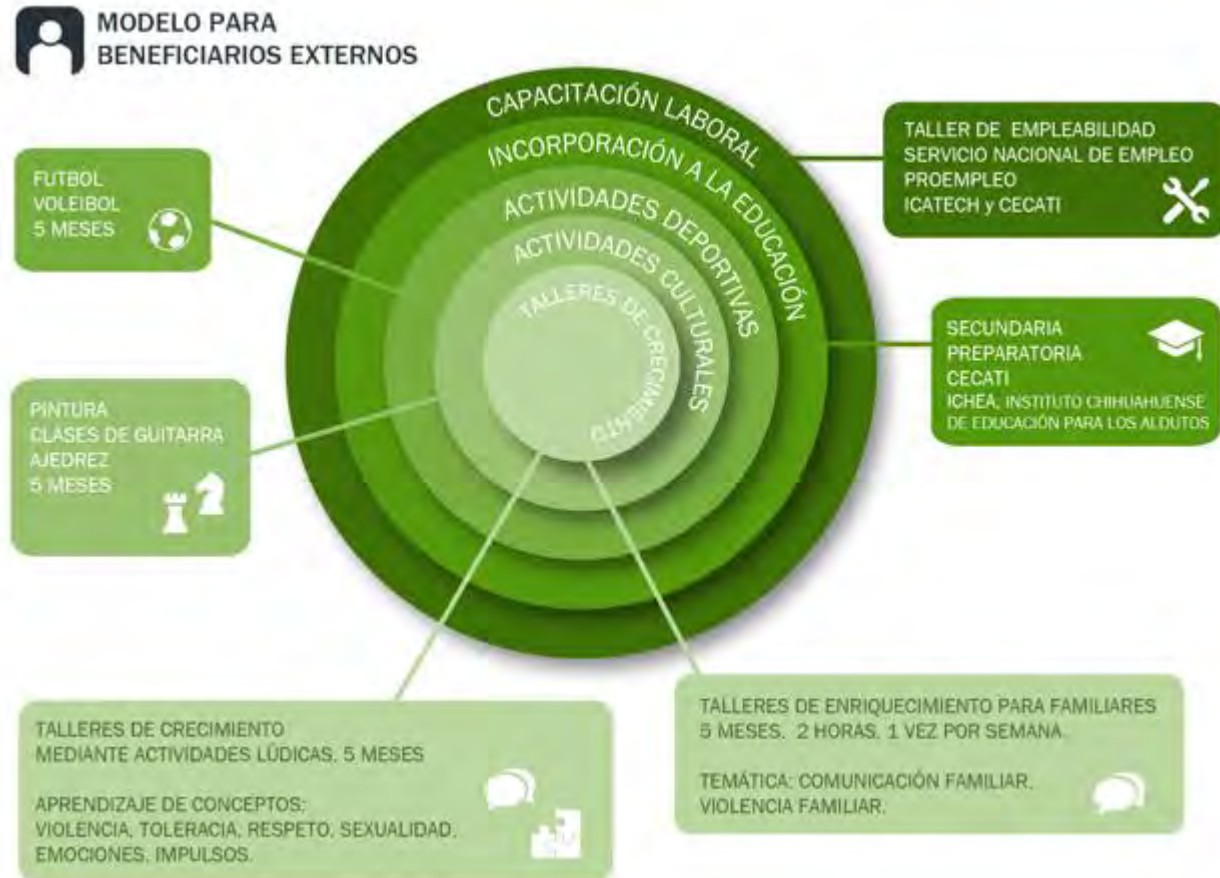 MODELO PARA
BENEFICIARIOS EXTERNOS
CAPACITACIÓN LABORAL
INCORPORACIÓN A LA EDUCACIÓN
ACTIVIDADES DEPORTIVAS
ACTIVIDADES CULTURALES
TALLERES DE CRECIMIENTO
FUTBOL
VOLEIBOL
5 MESES
PINTURA
CLASES DE GUITARRA
AJEDREZ
5 MESES
TALLER DE EMPLEABILIDAD
SERVICIO NACIONAL DE EMPLEO
PROEMPLEO
ICATECH y CECATI
SECUNDARIA
PREPARATORIA
CECATI
ICHEA, INSTITUTO CHIHUAHUENSE
DE EDUCACIÓN PARA LOS ALDUTOS
TALLERES DE CRECIMIENTO
MEDIANTE ACTIVIDADES LÚDICAS. 5 MESES
APRENDIZAJE DE CONCEPTOS:
VIOLENCIA, TOLERACIA, RESPETO, SEXUALIDAD,
EMOCIONES, IMPULSOS.
TALLERES DE ENRIQUECIMIENTO PARA FAMILIARES
5 MESES. 2 HORAS. 1 VEZ POR SEMANA.
TEMÁTICA: COMUNICACIÓN FAMILIAR.
VIOLENCIA FAMILIAR.